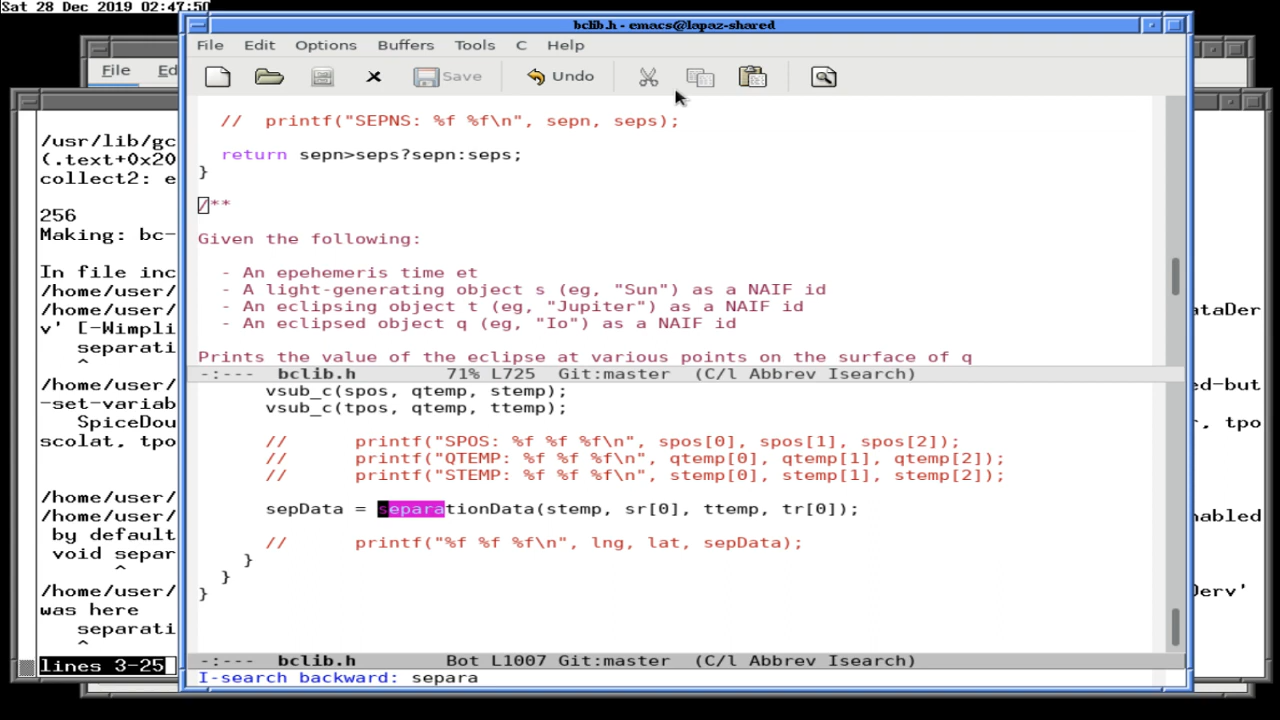 Sat 28 Dec 2019 02:47:50
bclib.h - emacs@lapaz-shared
File Edit Options Buffers Tools C Help
Save Undo
//  printf("SEPNS: %f %f\n", sepn, seps);
return sepn>seps?sepn:seps;
}
/**
Given the following:
- An epehemeris time et
- A light-generating object s (eg, "Sun") as a NAIF id
- An eclipsing object t (eg, "Jupiter") as a NAIF id
- An eclipsed object q (eg, "Io") as a NAIF id
Prints the value of the eclipse at various points on the surface of q
-:---  bclib.h        71% L725  Git:master  (C/l Abbrev Isearch)
vsub_c(spos, qtemp, stemp);
vsub_c(tpos, qtemp, ttemp);
//      printf("SPOS: %f %f %f\n", spos[0], spos[1], spos[2]);
//      printf("QTEMP: %f %f %f\n", qtemp[0], qtemp[1], qtemp[2]);
//      printf("STEMP: %f %f %f\n", stemp[0], stemp[1], stemp[2]);
sepData = separationData(stemp, sr[0], ttemp, tr[0]);
//      printf("%f %f %f\n", lng, lat, sepData);
}
}
}
-:---  bclib.h        Bot L1007 Git:master  (C/l Abbrev Isearch)
I-search backward: separa
File Ed
/usr/lib/gc
(.text+0x20
collect2: e
256
Making: bc-
In file inc
/home/user/
/home/user/ ataDer
v' [-Wimpli
separati
^
/home/user/ ed-but
-set-variab
SpiceDou r, tpo
scolat, tpo
/home/user/
/home/user/ nabled
by default
void separ
^
/home/user/ Derv'
was here
separati
^
lines 3-25